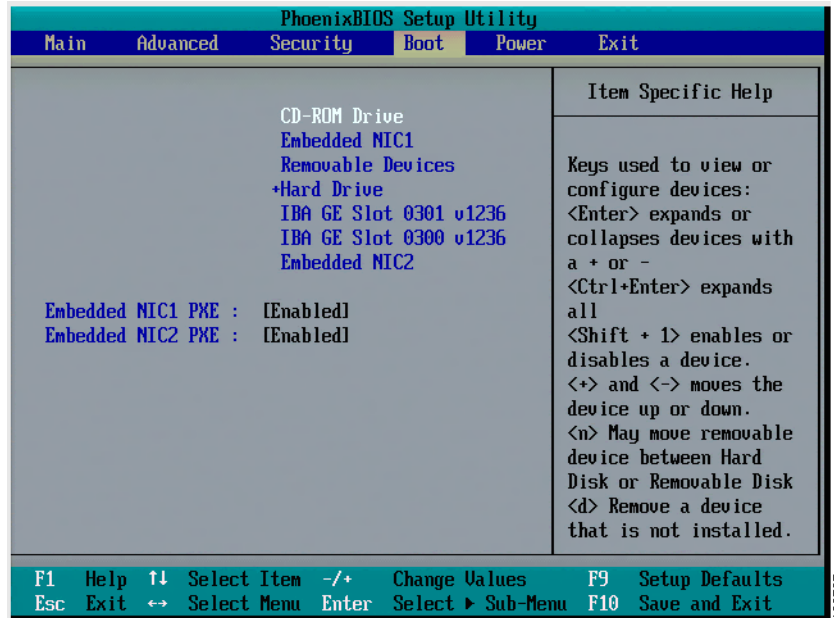 PhoenixBIOS Setup Utility
Main Advanced Security Boot Power Exit
CD-ROM Drive
Embedded NIC1
Removable Devices
+Hard Drive
IBA GE Slot 0301 v1236
IBA GE Slot 0300 v1236
Embedded NIC2
Embedded NIC1 PXE : [Enabled]
Embedded NIC2 PXE : [Enabled]
Item Specific Help
Keys used to view or
configure devices:
<Enter> expands or
collapses devices with
a + or -
<Ctrl+Enter> expands
all
<Shift + 1> enables or
disables a device.
<+> and <-> moves the
device up or down.
<n> May move removable
device between Hard
Disk or Removable Disk
<d> Remove a device
that is not installed.
F1 Help ↑↓ Select Item -/+ Change Values F9 Setup Defaults
Esc Exit ↔ Select Menu Enter Select ▶ Sub-Menu F10 Save and Exit